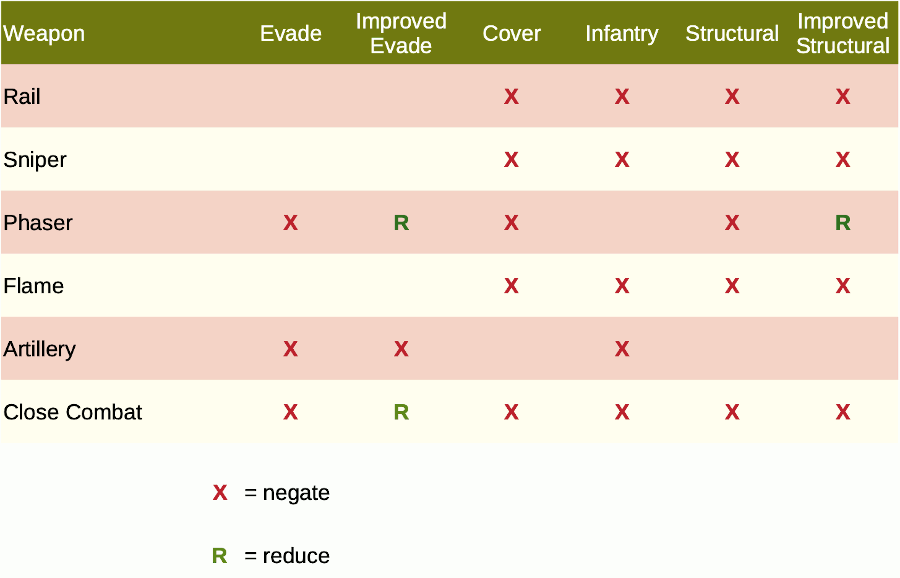 Weapon Evade Improved Evade Cover Infantry Structural Improved Structural
Rail X X X X
Sniper X X X X
Phaser X R X X R
Flame X X X X
Artillery X X X
Close Combat X R X X X X
X = negate
R = reduce